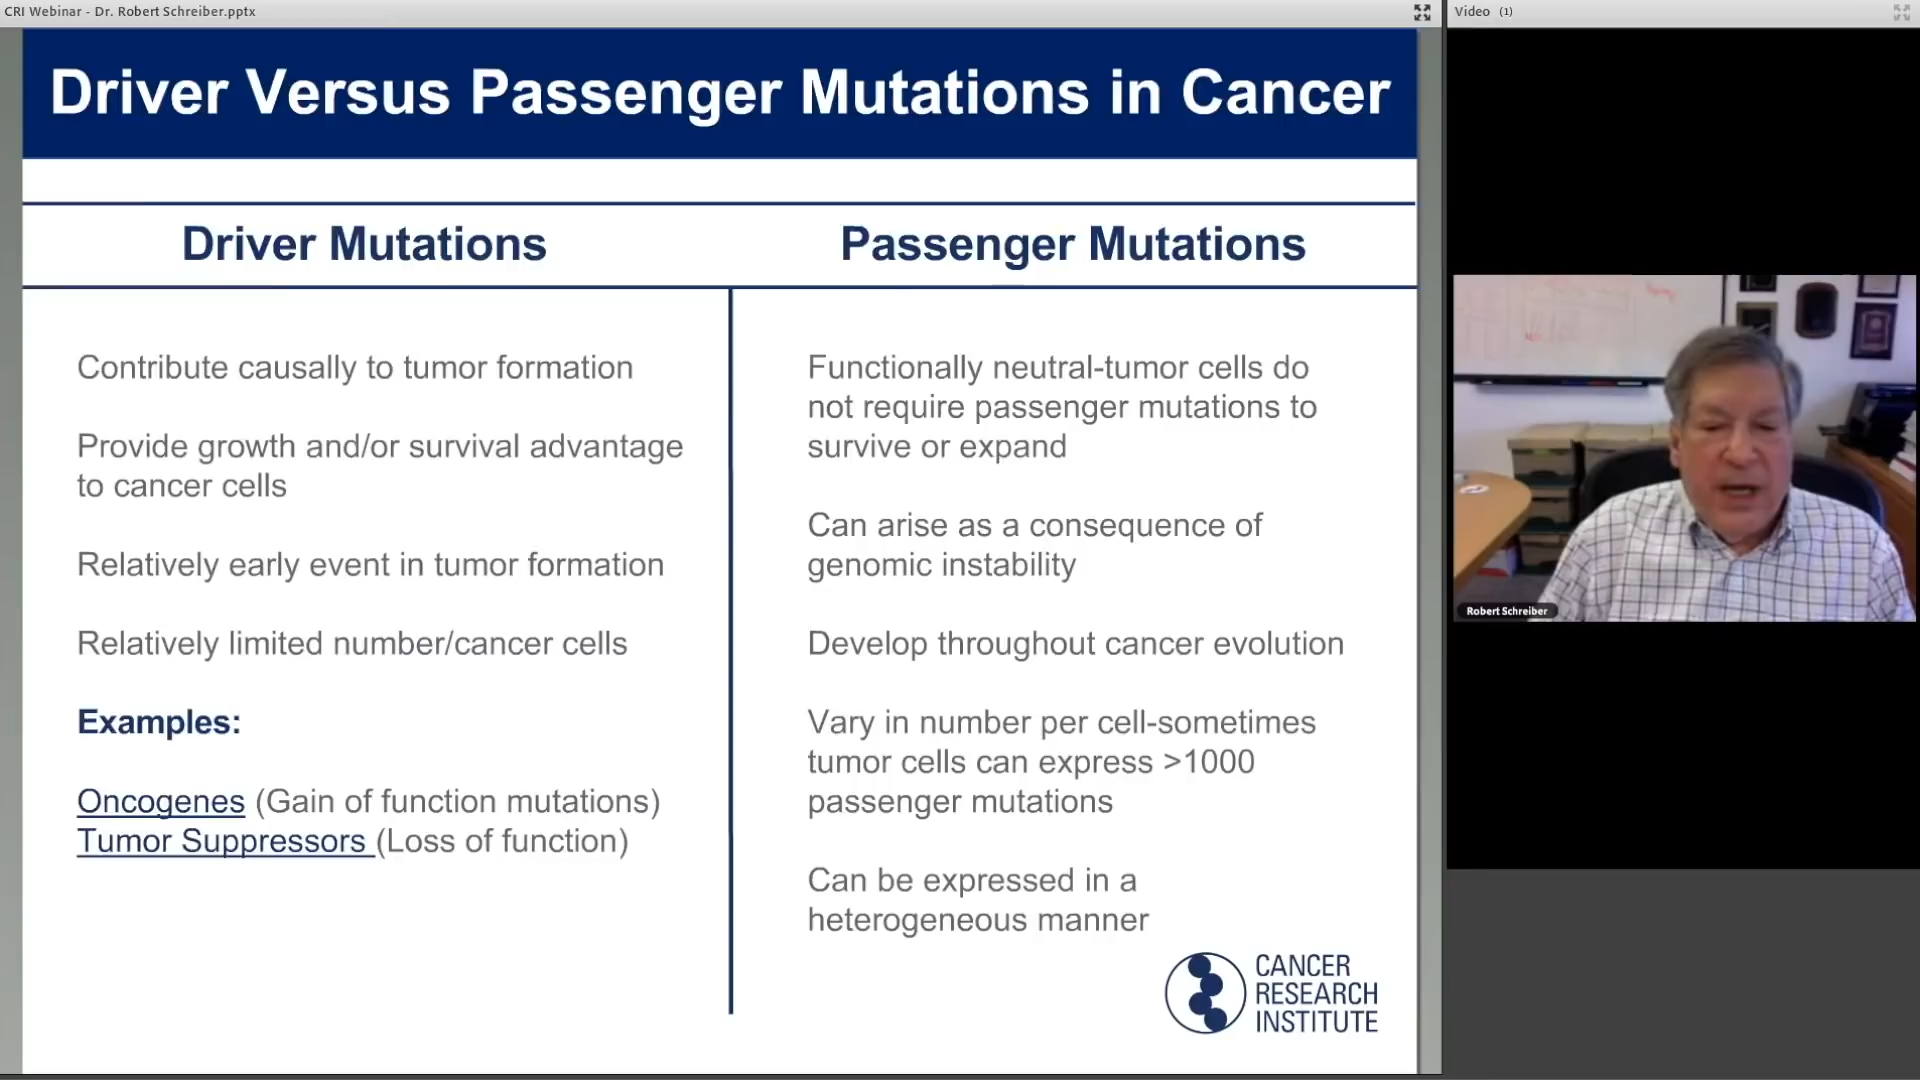 CRI Webinar - Dr. Robert Schreiber.pptx
Video (1)
Driver Versus Passenger Mutations in Cancer
Driver Mutations
Contribute causally to tumor formation
Provide growth and/or survival advantage
to cancer cells
Relatively early event in tumor formation
Relatively limited number/cancer cells
Examples:
Oncogenes (Gain of function mutations)
Tumor Suppressors (Loss of function)
Passenger Mutations
Functionally neutral-tumor cells do
not require passenger mutations to
survive or expand
Can arise as a consequence of
genomic instability
Develop throughout cancer evolution
Vary in number per cell-sometimes
tumor cells can express >1000
passenger mutations
Can be expressed in a
heterogeneous manner
CANCER
RESEARCH
INSTITUTE
Robert Schreiber